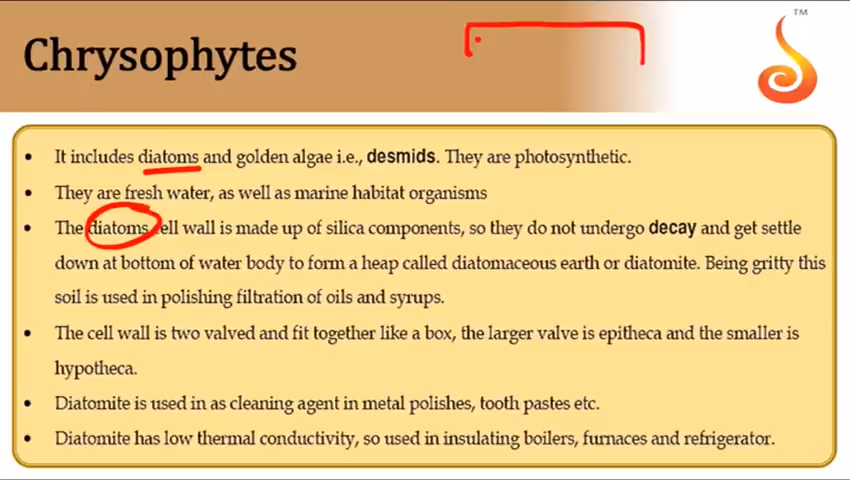 TM
Chrysophytes
• It includes diatoms and golden algae i.e., desmids. They are photosynthetic.
• They are fresh water, as well as marine habitat organisms
• The diatoms cell wall is made up of silica components, so they do not undergo decay and get settle
down at bottom of water body to form a heap called diatomaceous earth or diatomite. Being gritty this
soil is used in polishing filtration of oils and syrups.
• The cell wall is two valved and fit together like a box, the larger valve is epitheca and the smaller is
hypotheca.
• Diatomite is used in as cleaning agent in metal polishes, tooth pastes etc.
• Diatomite has low thermal conductivity, so used in insulating boilers, furnaces and refrigerator.